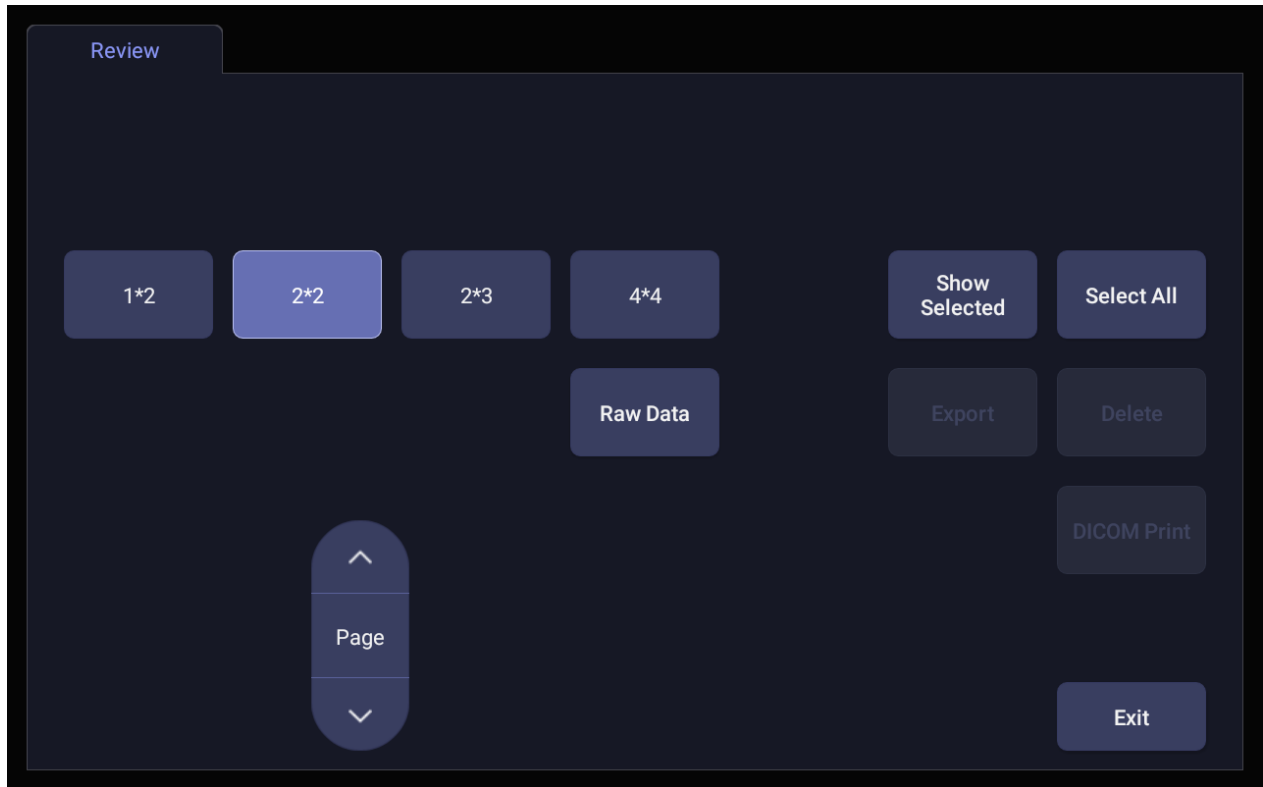 Review
1*2
2*2
2*3
4*4
Show
Selected
Select All
Raw Data
Export
Delete
DICOM Print
Page
Exit